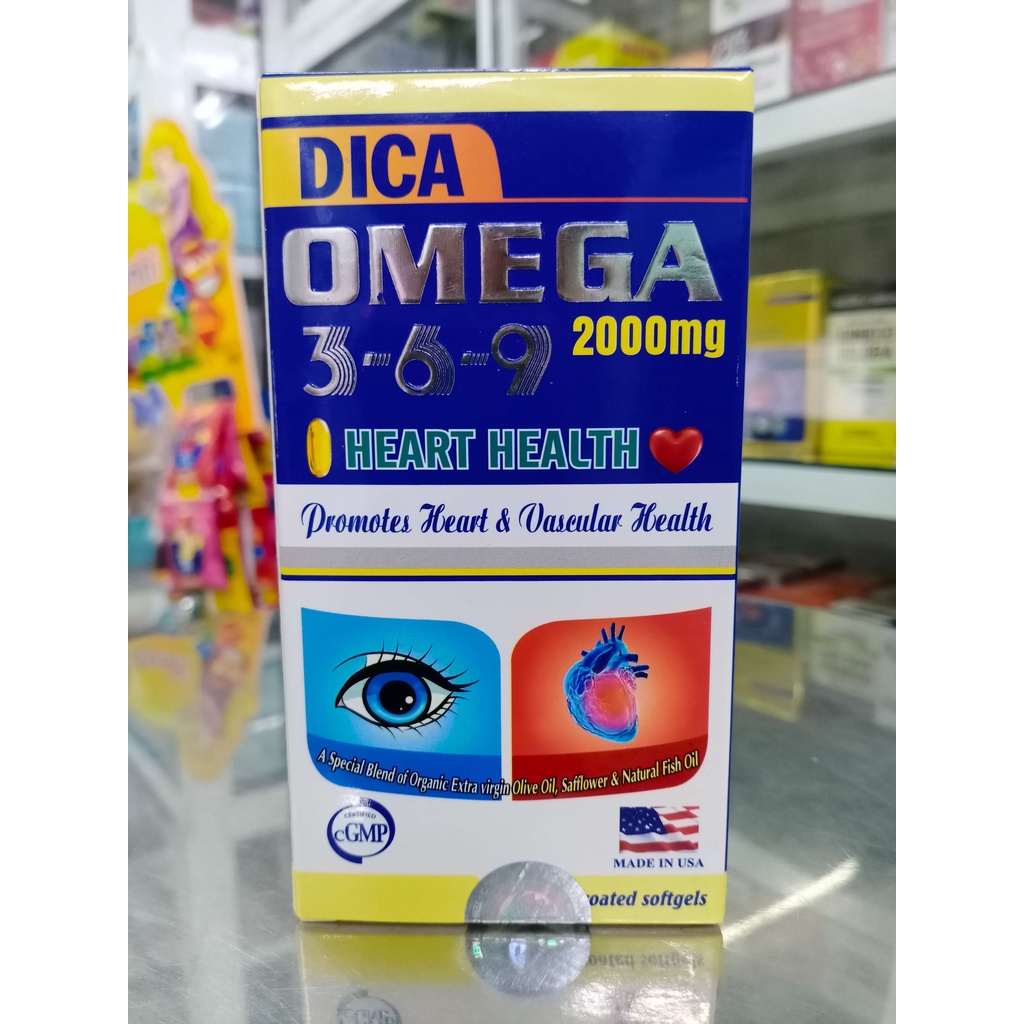 DICA
OMEGA
3-6-9 2000mg
HEART HEALTH
Promotes Heart & Vascular Health
A Special Blend of Organic Extra virgin Olive Oil, Safflower & Natural Fish Oil
CERTIFIED
cGMP
MADE IN USA
coated softgels